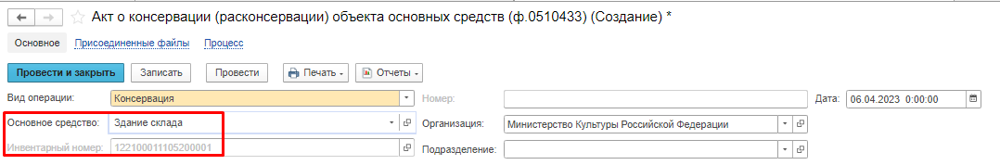 Акт о консервации (расконсервации) объекта основных средств (ф.0510433) (Создание) *
Основное Присоединенные файлы Процесс
Провести и закрыть Записать Провести Печать Отчеты
Вид операции: Консервация Номер: Дата: 06.04.2023 0:00:00
Основное средство: Здание склада Организация: Министерство Культуры Российской Федерации
Инвентарный номер: 122100011105200001 Подразделение: